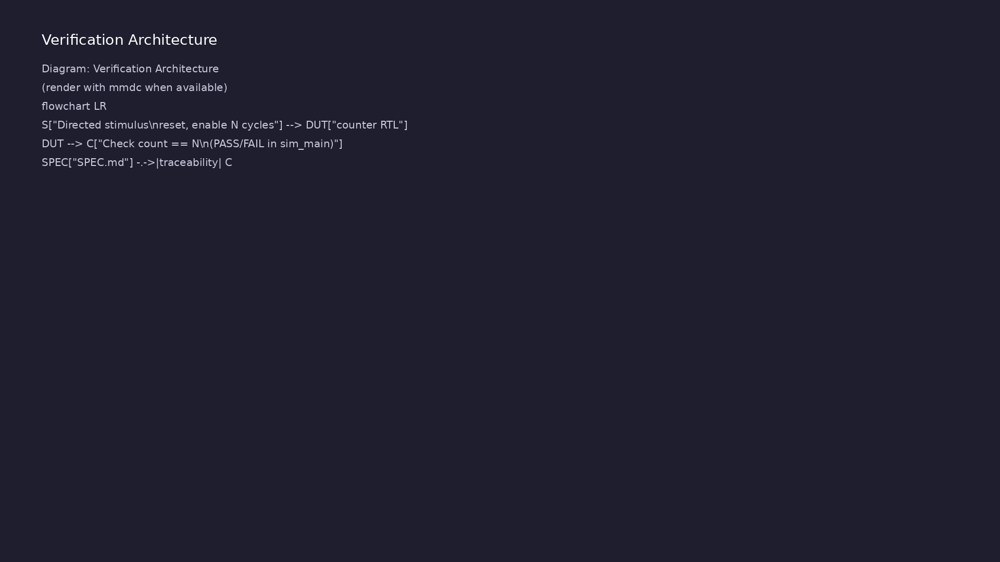 Verification Architecture
Diagram: Verification Architecture
(render with mmdc when available)
flowchart LR
S["Directed stimulus\nreset, enable N cycles"] --> DUT["counter RTL"]
DUT --> C["Check count == N\n(PASS/FAIL in sim_main)"]
SPEC["SPEC.md"] -.->|traceability| C